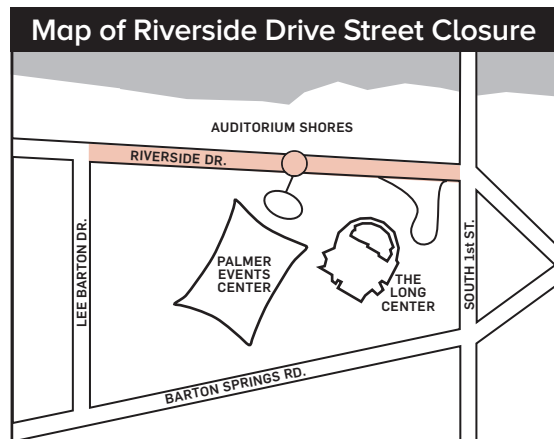 Map of Riverside Drive Street Closure
AUDITORIUM SHORES
RIVERSIDE DR.
LEE BARTON DR.
PALMER
EVENTS
CENTER
THE
LONG
CENTER
SOUTH 1st ST.
BARTON SPRINGS RD.